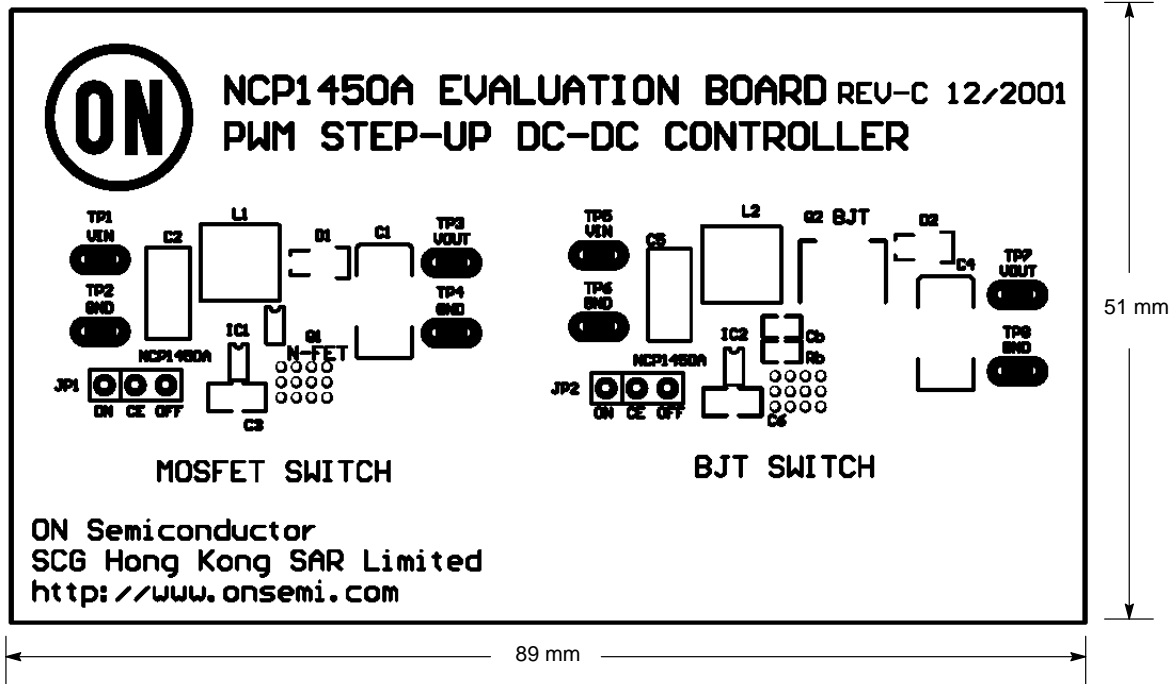 ON
NCP1450A EVALUATION BOARD REV-C 12/2001
PWM STEP-UP DC-DC CONTROLLER
TP1
VIN
C2
L1
D1
C1
TP3
VOUT
TP2
GND
TP4
GND
IC1
Q1
N-FET
NCP1450A
JP1
ON CE OFF
C3
MOSFET SWITCH
TP5
VIN
C5
L2
Q2 BJT
D2
C4
TP7
VOUT
TP6
GND
IC2
Cb
Rb
TP8
GND
NCP1450A
JP2
ON CE OFF
C6
BJT SWITCH
ON Semiconductor
SCG Hong Kong SAR Limited
http://www.onsemi.com
51 mm
89 mm